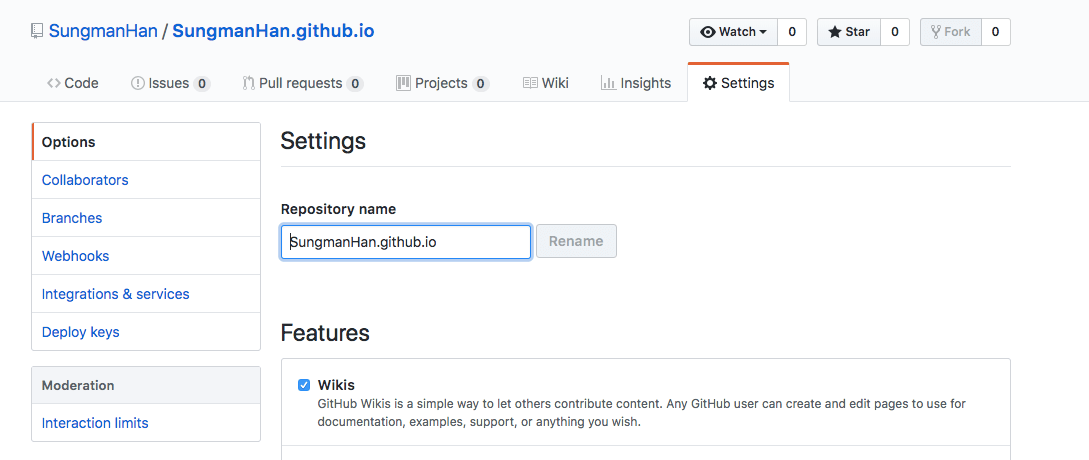 SungmanHan / SungmanHan.github.io
Watch 0 Star 0 Fork 0
Code Issues 0 Pull requests 0 Projects 0 Wiki Insights Settings
Options
Collaborators
Branches
Webhooks
Integrations & services
Deploy keys
Moderation
Interaction limits
Settings
Repository name
SungmanHan.github.io Rename
Features
Wikis
GitHub Wikis is a simple way to let others contribute content. Any GitHub user can create and edit pages to use for
documentation, examples, support, or anything you wish.